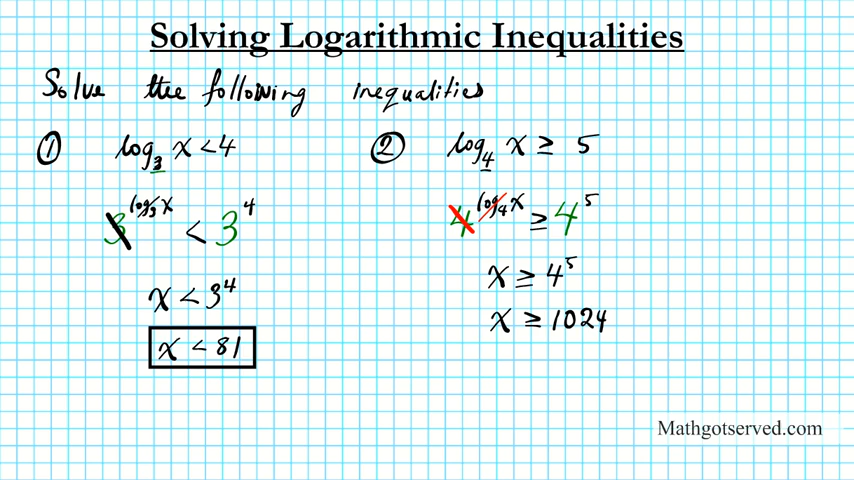 Solving Logarithmic Inequalities
Solve the following inequalities
① log₃ x < 4
3^(log₃ x) < 3⁴
x < 3⁴
x < 81
② log₄ x ≥ 5
4^(log₄ x) ≥ 4⁵
x ≥ 4⁵
x ≥ 1024
Mathgotserved.com